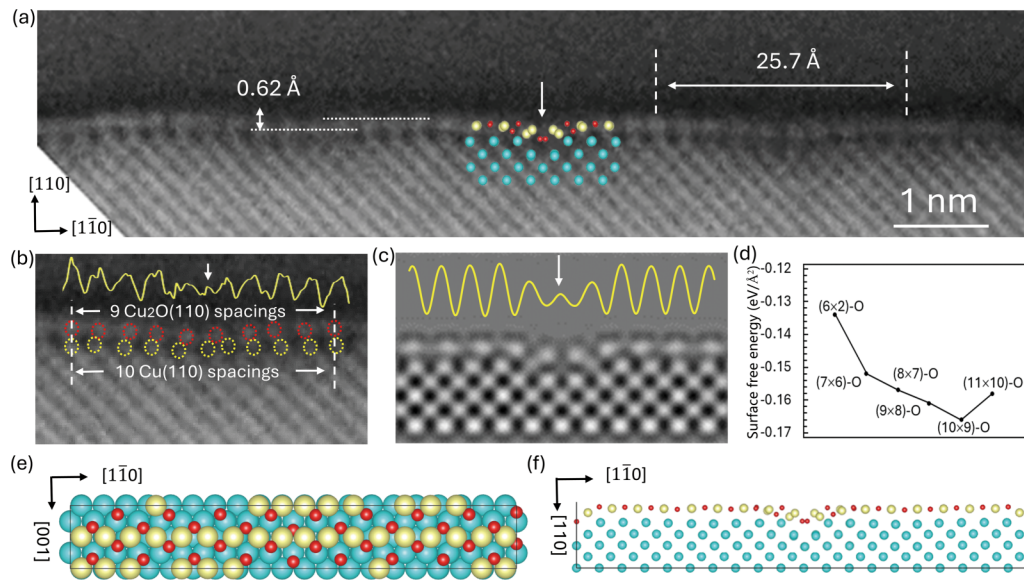 (a)
0.62 Å
25.7 Å
[110]
[11̅0]
1 nm
(b)
9 Cu2O(110) spacings
10 Cu(110) spacings
(c)
(d)
Surface free energy (eV/Å²)
-0.12
-0.13
-0.14
-0.15
-0.16
-0.17
(6×2)-O
(7×6)-O
(8×7)-O
(9×8)-O
(10×9)-O
(11×10)-O
(e)
[11̅0]
[001]
(f)
[11̅0]
[110]